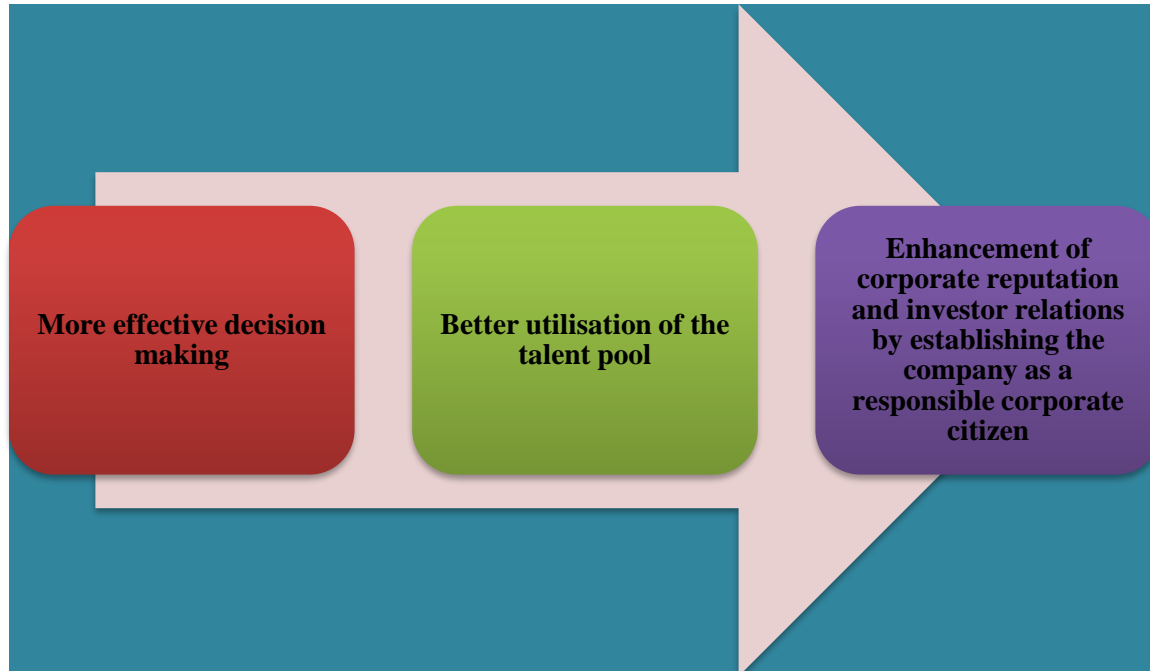 More effective decision
making
Better utilisation of the
talent pool
Enhancement of
corporate reputation
and investor relations
by establishing the
company as a
responsible corporate
citizen